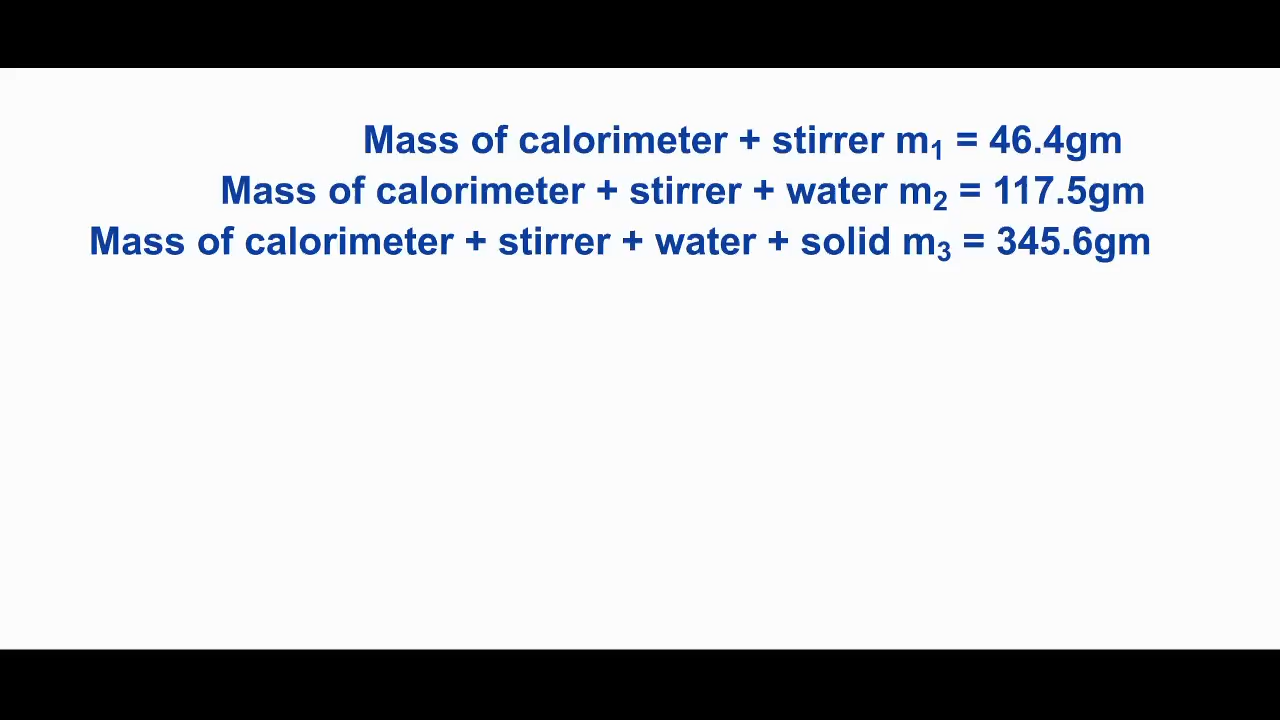 Mass of calorimeter + stirrer m₁ = 46.4gm
Mass of calorimeter + stirrer + water m₂ = 117.5gm
Mass of calorimeter + stirrer + water + solid m₃ = 345.6gm